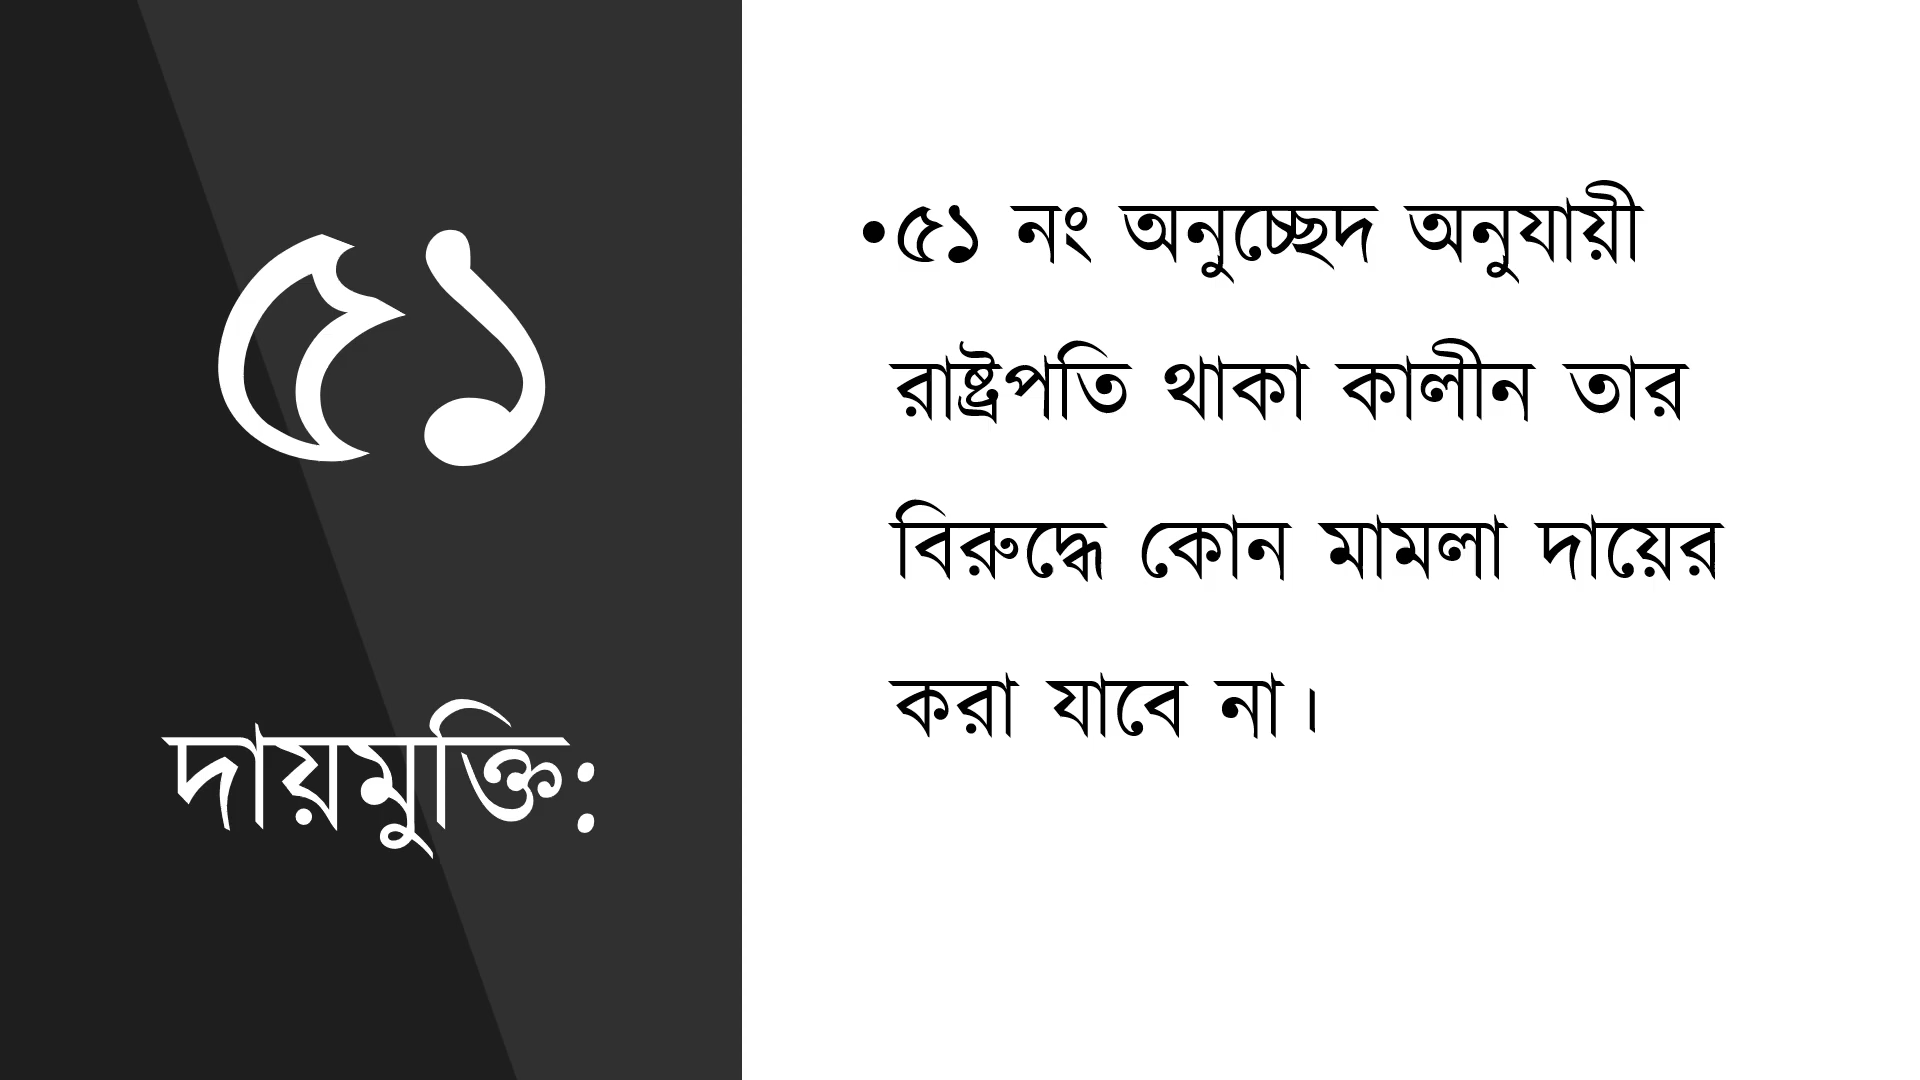 ৫১
দায়মুক্তি:
•৫১ নং অনুচ্ছেদ অনুযায়ী
রাষ্ট্রপতি থাকা কালীন তার
বিরুদ্ধে কোন মামলা দায়ের
করা যাবে না।